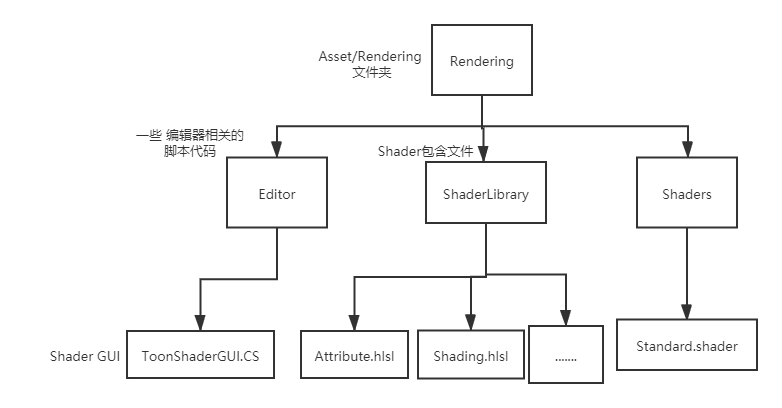 Asset/Rendering
文件夹
Rendering
一些 编辑器相关的
脚本代码
Shader包含文件
Editor
ShaderLibrary
Shaders
Shader GUI
ToonShaderGUI.CS
Attribute.hlsl
Shading.hlsl
.......
Standard.shader